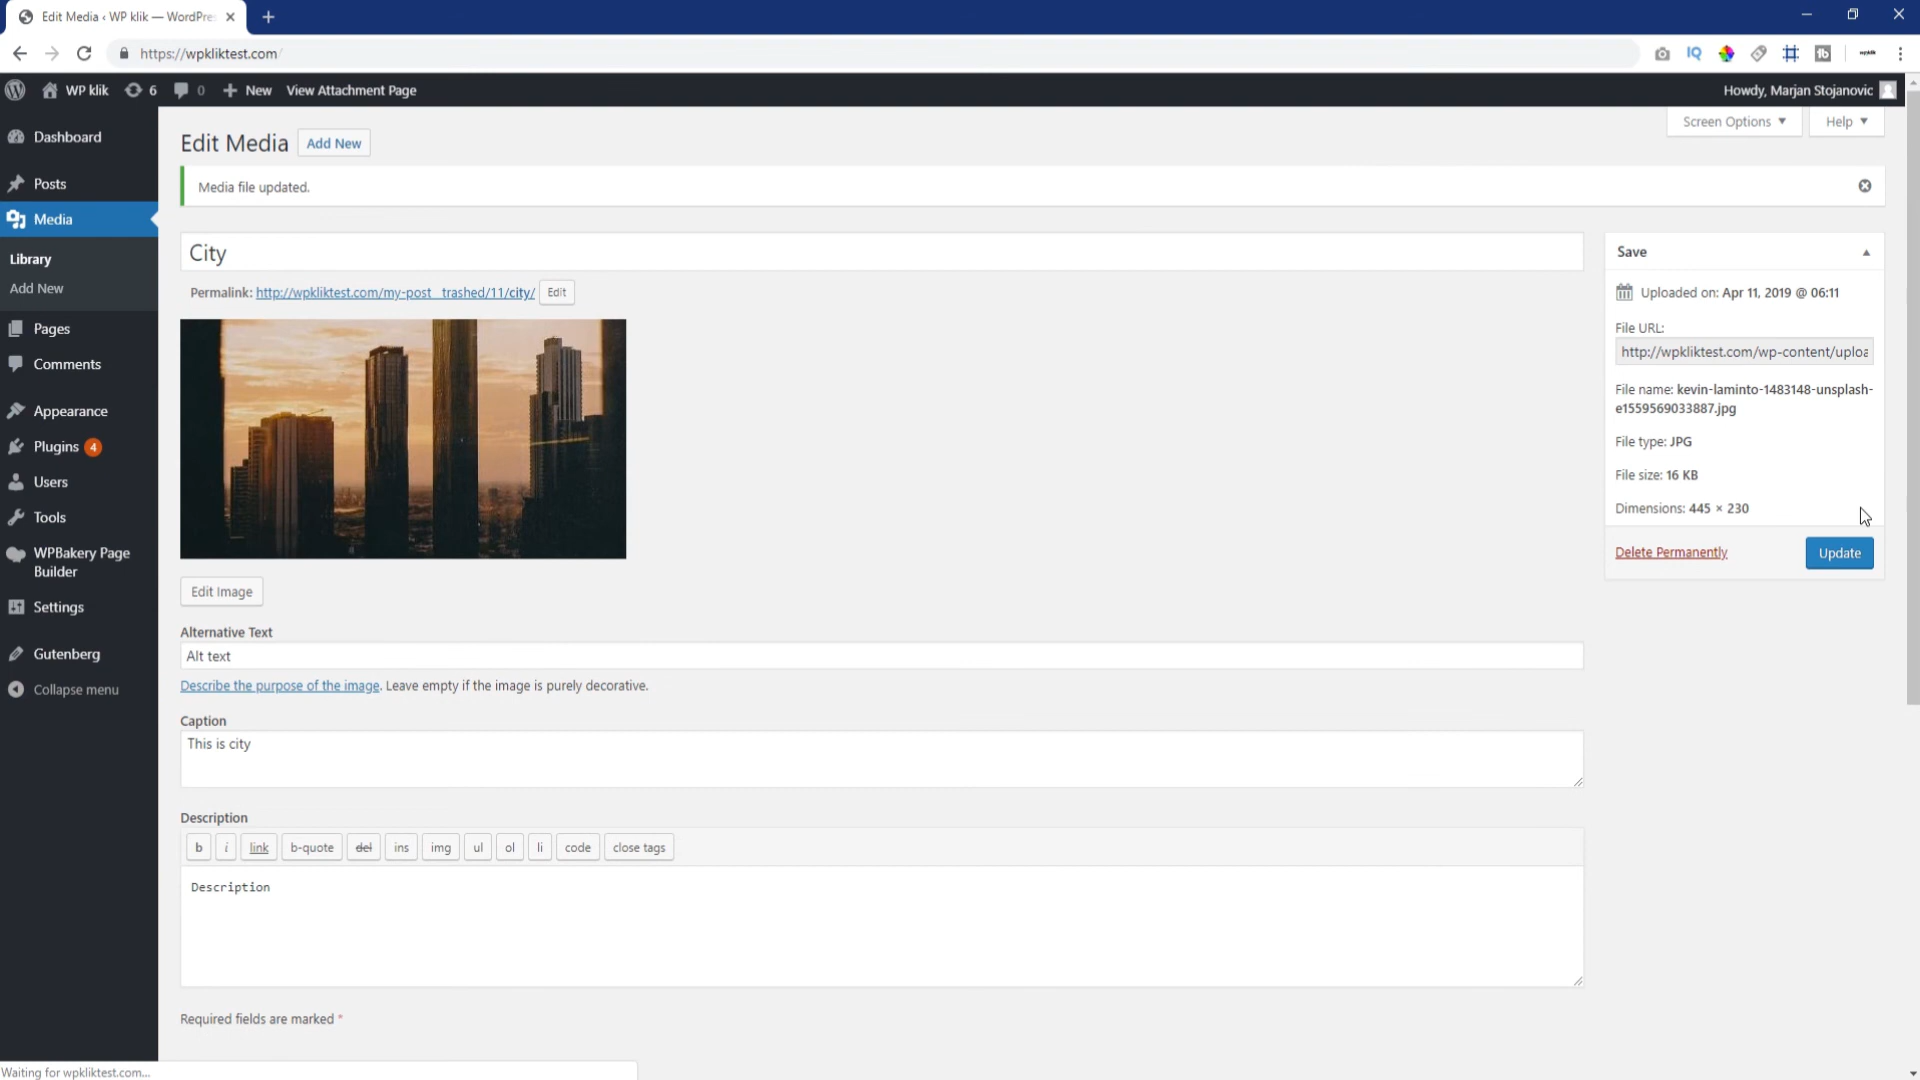 Edit Media ‹ WP klik — WordPres
https://wpkliktest.com/
WP klik 6 0 New View Attachment Page Howdy, Marjan Stojanovic
Screen Options Help
Dashboard
Posts
Media
Library
Add New
Pages
Comments
Appearance
Plugins 4
Users
Tools
WPBakery Page
Builder
Settings
Gutenberg
Collapse menu
Edit Media Add New
Media file updated.
City
Permalink: http://wpkliktest.com/my-post__trashed/11/city/ Edit
Edit Image
Alternative Text
Alt text
Describe the purpose of the image. Leave empty if the image is purely decorative.
Caption
This is city
Description
b i link b-quote del ins img ul ol li code close tags
Description
Required fields are marked *
Save
Uploaded on: Apr 11, 2019 @ 06:11
File URL:
http://wpkliktest.com/wp-content/uploa
File name: kevin-laminto-1483148-unsplash-
e1559569033887.jpg
File type: JPG
File size: 16 KB
Dimensions: 445 × 230
Delete Permanently Update
Waiting for wpkliktest.com...